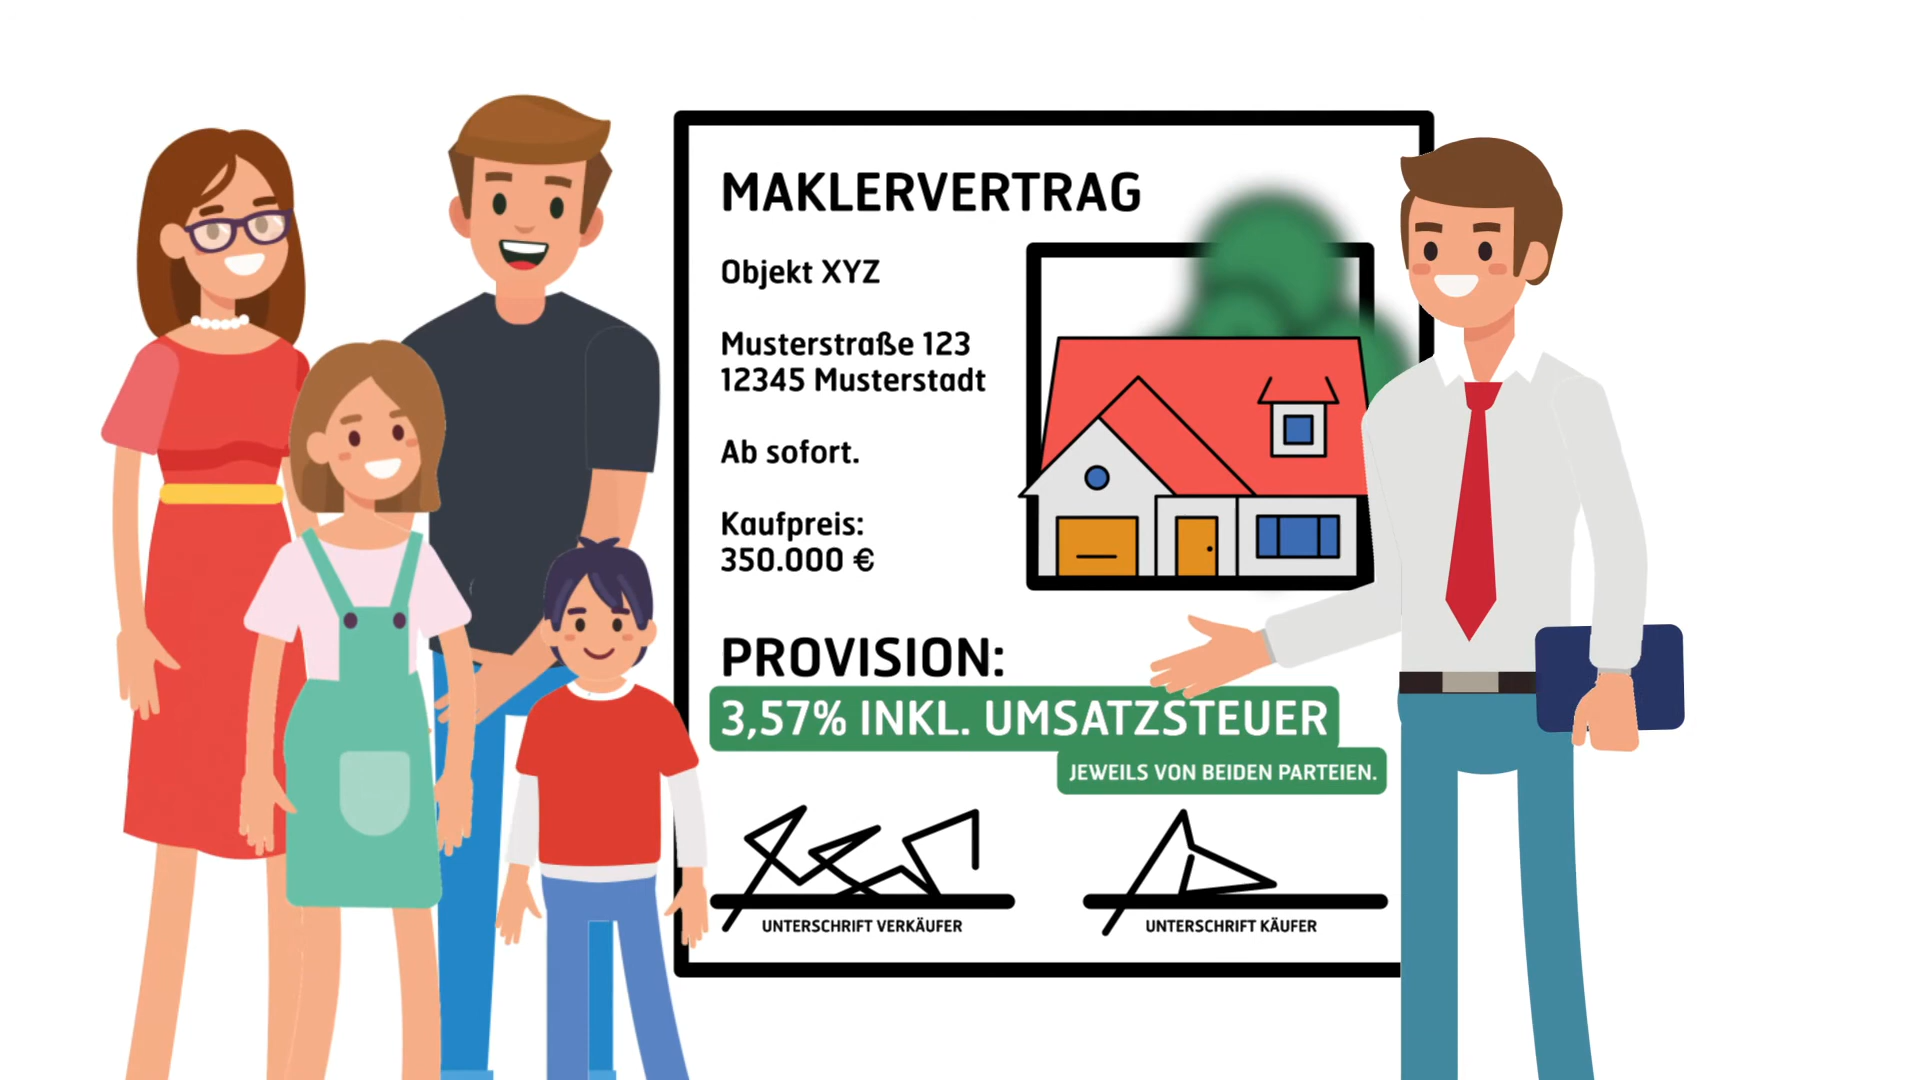 MAKLERVERTRAG
Objekt XYZ
Musterstraße 123
12345 Musterstadt
Ab sofort.
Kaufpreis:
350.000 €
PROVISION:
3,57% INKL. UMSATZSTEUER
JEWEILS VON BEIDEN PARTEIEN.
UNTERSCHRIFT VERKÄUFER
UNTERSCHRIFT KÄUFER